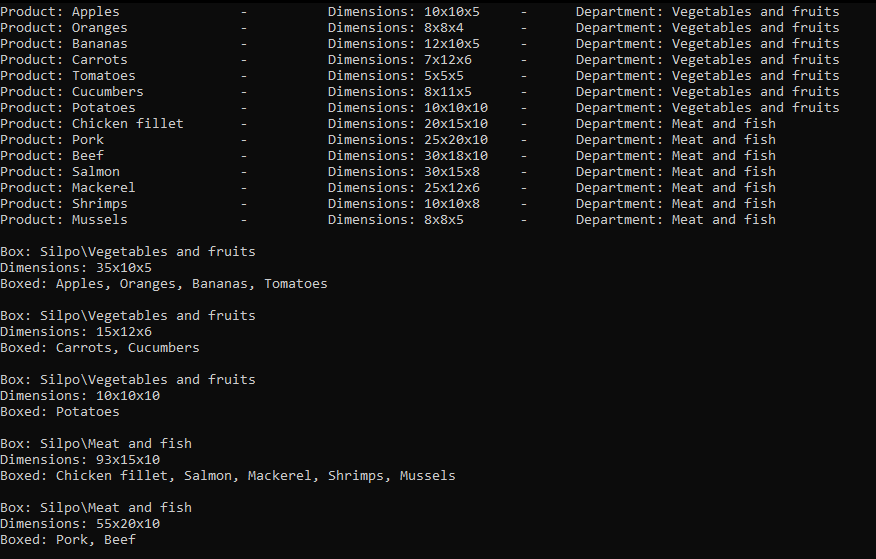 Product: Apples - Dimensions: 10x10x5 - Department: Vegetables and fruits
Product: Oranges - Dimensions: 8x8x4 - Department: Vegetables and fruits
Product: Bananas - Dimensions: 12x10x5 - Department: Vegetables and fruits
Product: Carrots - Dimensions: 7x12x6 - Department: Vegetables and fruits
Product: Tomatoes - Dimensions: 5x5x5 - Department: Vegetables and fruits
Product: Cucumbers - Dimensions: 8x11x5 - Department: Vegetables and fruits
Product: Potatoes - Dimensions: 10x10x10 - Department: Vegetables and fruits
Product: Chicken fillet - Dimensions: 20x15x10 - Department: Meat and fish
Product: Pork - Dimensions: 25x20x10 - Department: Meat and fish
Product: Beef - Dimensions: 30x18x10 - Department: Meat and fish
Product: Salmon - Dimensions: 30x15x8 - Department: Meat and fish
Product: Mackerel - Dimensions: 25x12x6 - Department: Meat and fish
Product: Shrimps - Dimensions: 10x10x8 - Department: Meat and fish
Product: Mussels - Dimensions: 8x8x5 - Department: Meat and fish
Box: Silpo\Vegetables and fruits
Dimensions: 35x10x5
Boxed: Apples, Oranges, Bananas, Tomatoes
Box: Silpo\Vegetables and fruits
Dimensions: 15x12x6
Boxed: Carrots, Cucumbers
Box: Silpo\Vegetables and fruits
Dimensions: 10x10x10
Boxed: Potatoes
Box: Silpo\Meat and fish
Dimensions: 93x15x10
Boxed: Chicken fillet, Salmon, Mackerel, Shrimps, Mussels
Box: Silpo\Meat and fish
Dimensions: 55x20x10
Boxed: Pork, Beef